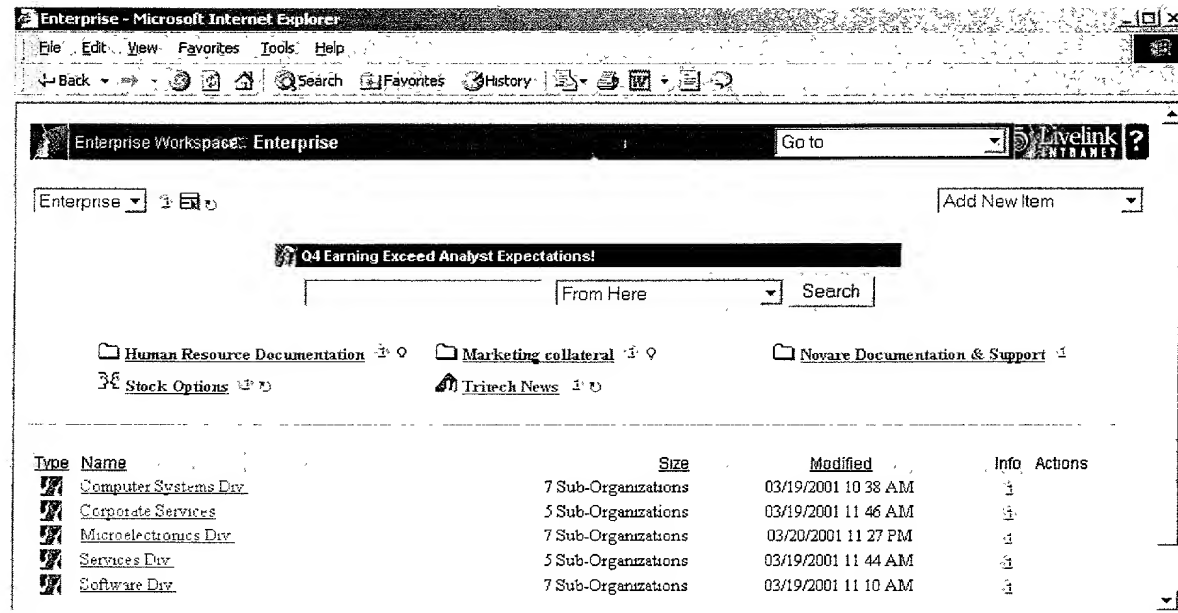 Enterprise - Microsoft Internet Explorer
File Edit View Favorites Tools Help
Back Search Favorites History
Enterprise Workspace: Enterprise Go to Livelink INTRANET ?
Enterprise Add New Item
Q4 Earning Exceed Analyst Expectations!
From Here Search
Human Resource Documentation Marketing collateral Novare Documentation & Support
Stock Options Tritech News
Type Name Size Modified Info Actions
Computer Systems Div 7 Sub-Organizations 03/19/2001 10 38 AM
Corporate Services 5 Sub-Organizations 03/19/2001 11 46 AM
Microelectronics Div 7 Sub-Organizations 03/20/2001 11 27 PM
Services Div 5 Sub-Organizations 03/19/2001 11 44 AM
Software Div 7 Sub-Organizations 03/19/2001 11 10 AM